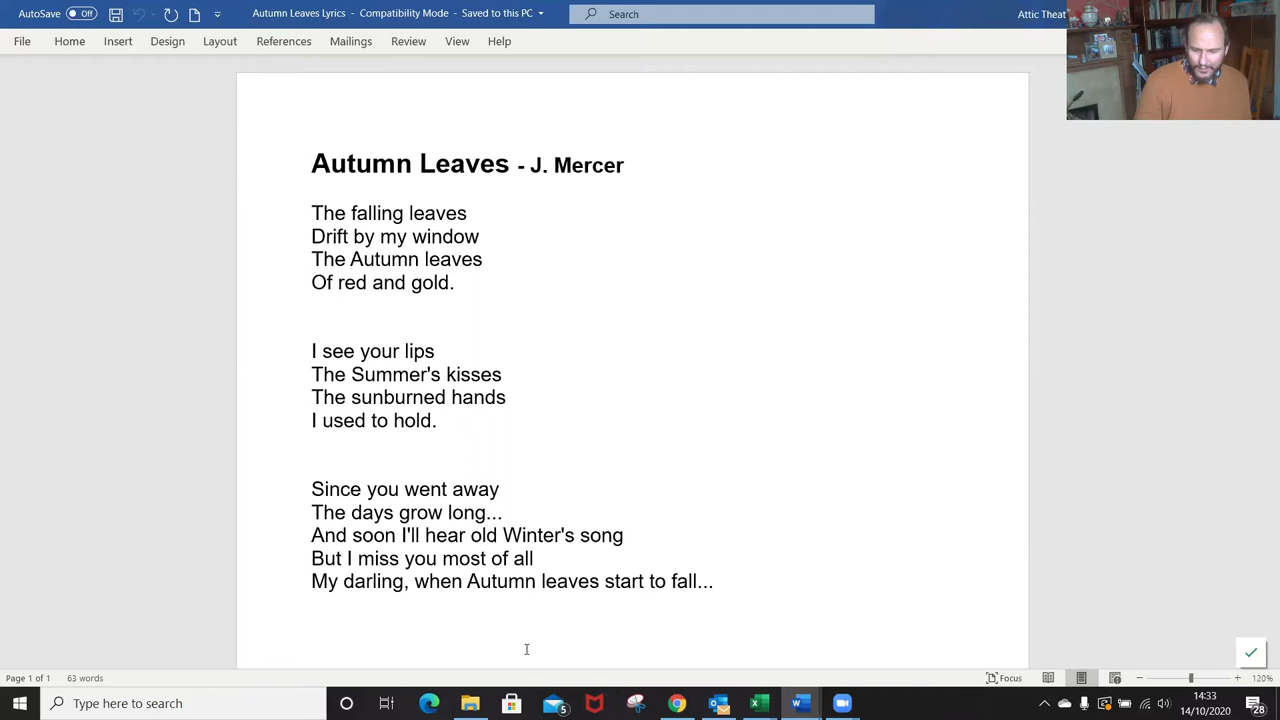 AutoSave Off Autumn Leaves Lyrics - Compatibility Mode - Saved to this PC Search Attic Theat
File Home Insert Design Layout References Mailings Review View Help
Autumn Leaves - J. Mercer
The falling leaves
Drift by my window
The Autumn leaves
Of red and gold.
I see your lips
The Summer's kisses
The sunburned hands
I used to hold.
Since you went away
The days grow long...
And soon I'll hear old Winter's song
But I miss you most of all
My darling, when Autumn leaves start to fall...
Page 1 of 1 63 words Focus 120%
Type here to search 5 14:33
14/10/2020 28